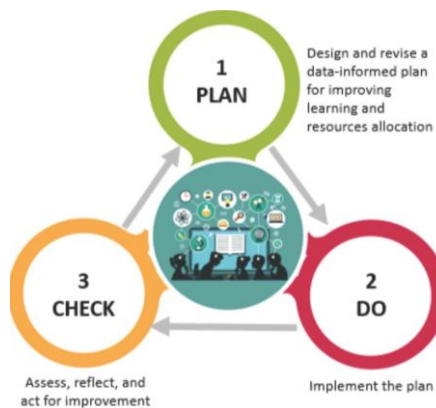 1
PLAN
Design and revise a
data-informed plan
for improving
learning and
resources allocation
2
DO
Implement the plan
3
CHECK
Assess, reflect, and
act for improvement